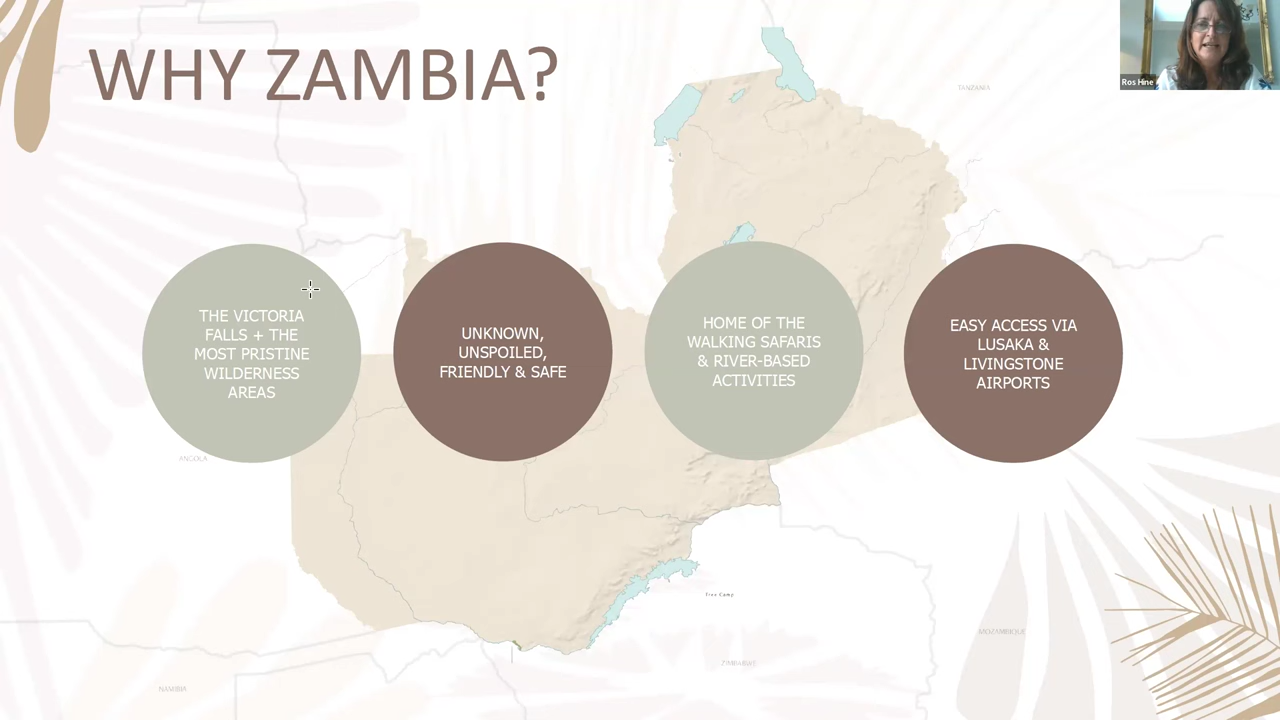 WHY ZAMBIA?
Ros Hine
TANZANIA
THE VICTORIA
FALLS + THE
MOST PRISTINE
WILDERNESS
AREAS
UNKNOWN,
UNSPOILED,
FRIENDLY & SAFE
HOME OF THE
WALKING SAFARIS
& RIVER-BASED
ACTIVITIES
EASY ACCESS VIA
LUSAKA &
LIVINGSTONE
AIRPORTS
ANGOLA
MOZAMBIQUE
ZIMBABWE
NAMIBIA